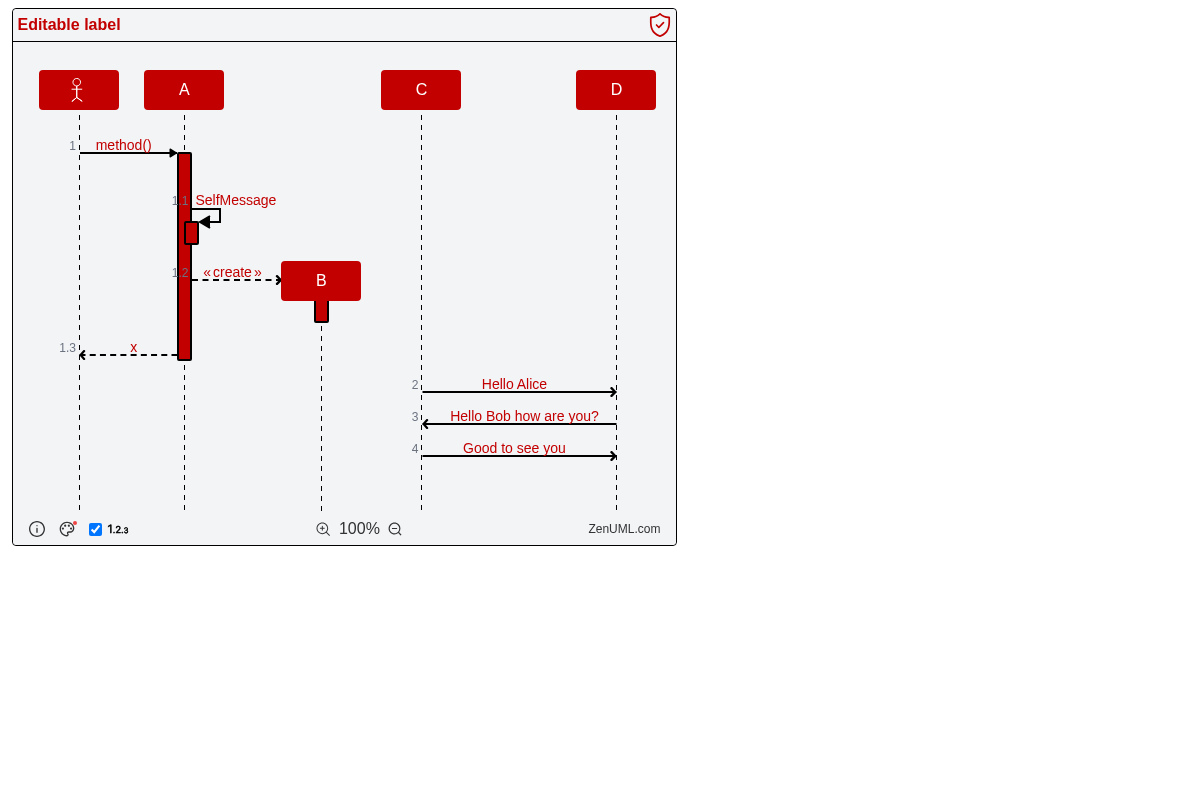 Editable label
A
C
D
1
method()
1.1
SelfMessage
1.2
«create»
B
1.3
x
2
Hello Alice
3
Hello Bob how are you?
4
Good to see you
1.2.3
100%
ZenUML.com